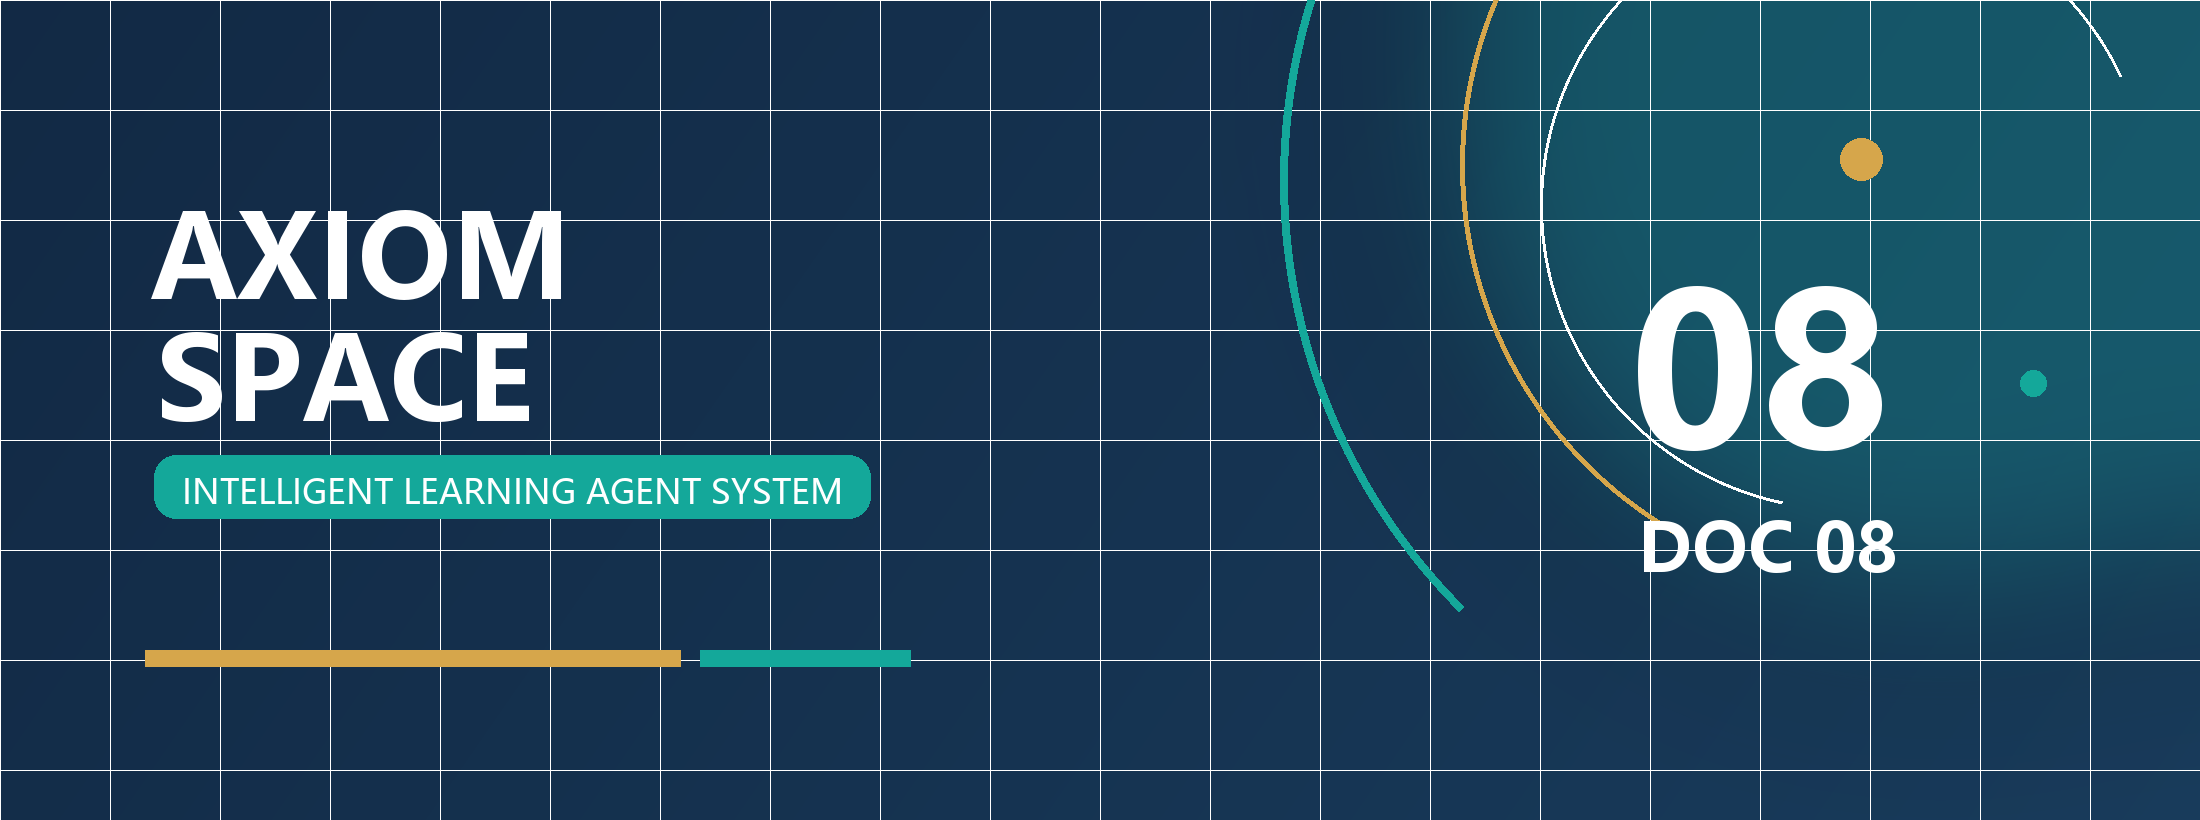 AXIOM
SPACE
INTELLIGENT LEARNING AGENT SYSTEM
08
DOC 08